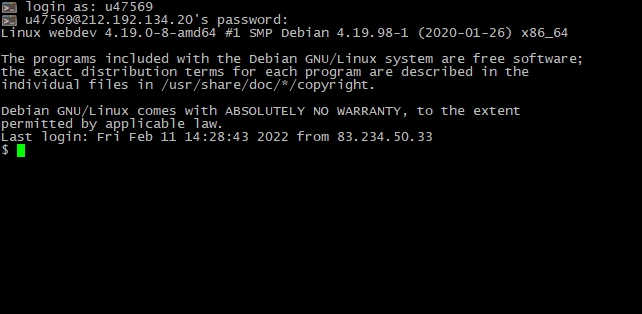 login as: u47569
u47569@212.192.134.20's password:
Linux webdev 4.19.0-8-amd64 #1 SMP Debian 4.19.98-1 (2020-01-26) x86_64
The programs included with the Debian GNU/Linux system are free software;
the exact distribution terms for each program are described in the
individual files in /usr/share/doc/*/copyright.
Debian GNU/Linux comes with ABSOLUTELY NO WARRANTY, to the extent
permitted by applicable law.
Last login: Fri Feb 11 14:28:43 2022 from 83.234.50.33
$